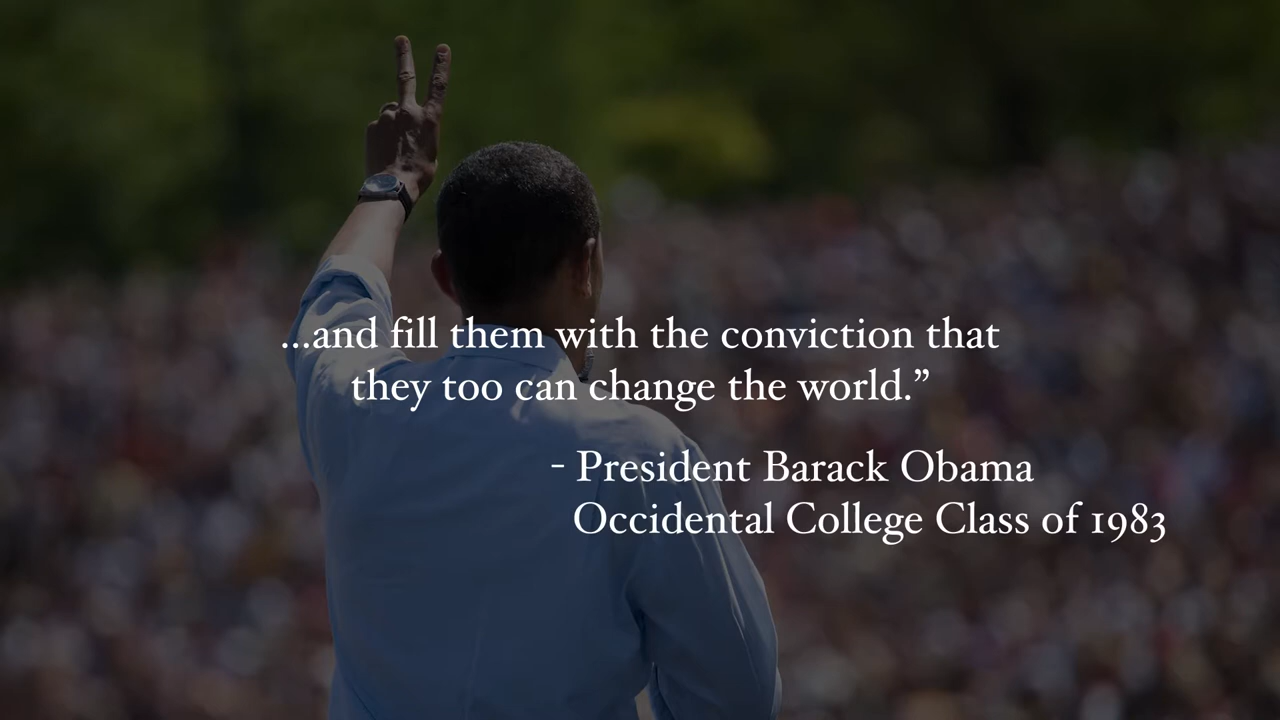 ...and fill them with the conviction that
they too can change the world.”
- President Barack Obama
Occidental College Class of 1983